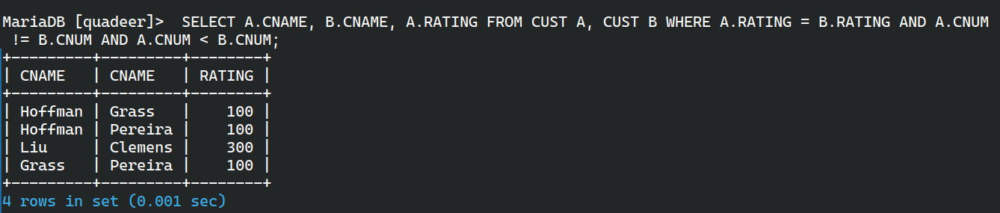 MariaDB [quadeer]>  SELECT A.CNAME, B.CNAME, A.RATING FROM CUST A, CUST B WHERE A.RATING = B.RATING AND A.CNUM
 != B.CNUM AND A.CNUM < B.CNUM;
+---------+---------+--------+
| CNAME   | CNAME   | RATING |
+---------+---------+--------+
| Hoffman | Grass   |    100 |
| Hoffman | Pereira |    100 |
| Liu     | Clemens |    300 |
| Grass   | Pereira |    100 |
+---------+---------+--------+
4 rows in set (0.001 sec)